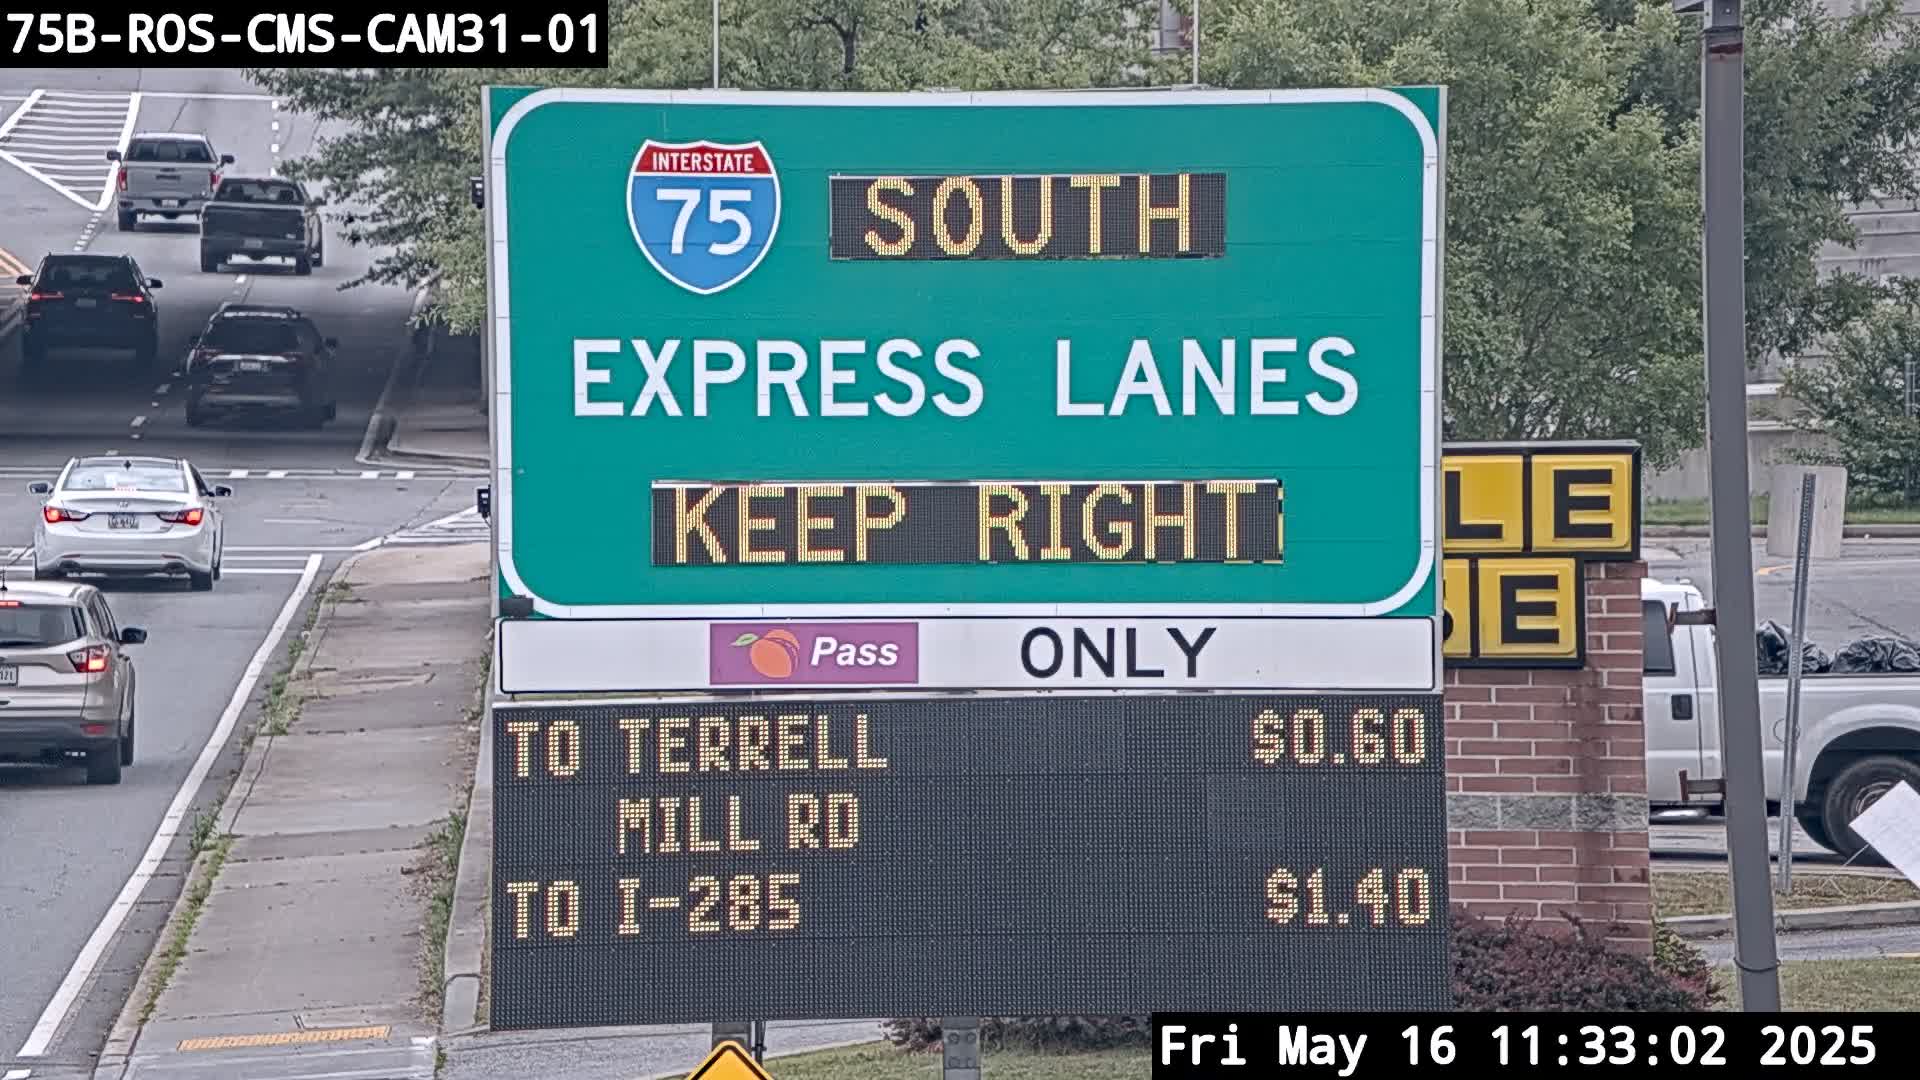 75B-ROS-CMS-CAM31-01
INTERSTATE
75
SOUTH
EXPRESS LANES
KEEP RIGHT
Pass ONLY
TO TERRELL $0.60
MILL RD
TO I-285 $1.40
LE
E
Fri May 16 11:33:02 2025